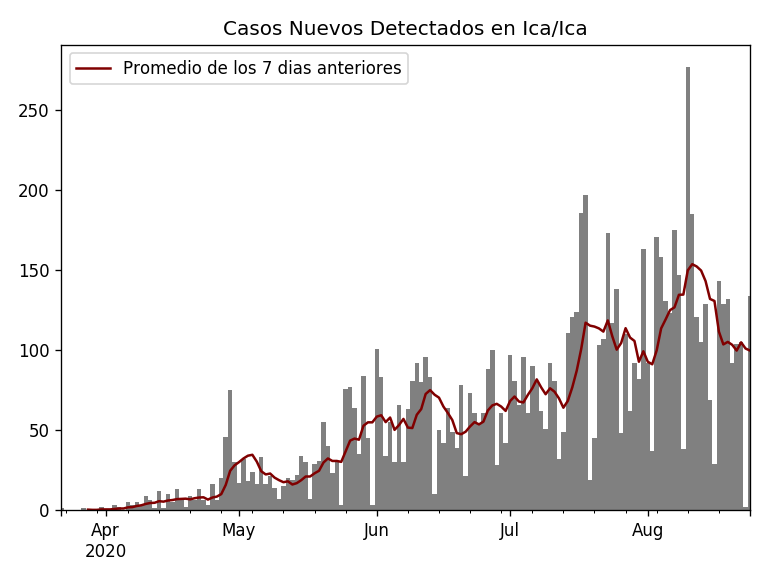 Casos Nuevos Detectados en Ica/Ica
Promedio de los 7 dias anteriores
250
200
150
100
50
0
Apr
2020
May
Jun
Jul
Aug